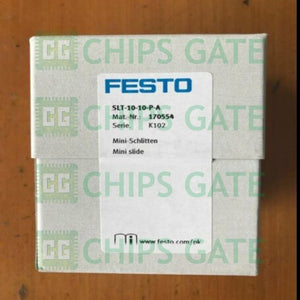 CHIPS GATE
FESTO
SLT-10-10-P-A
Mat.-Nr.: 170554
Serie: K102
CHIPS GATE
Mini-Schlitten
Mini slide
CHIPS GATE
www.festo.com/pk
CHIPS GATE